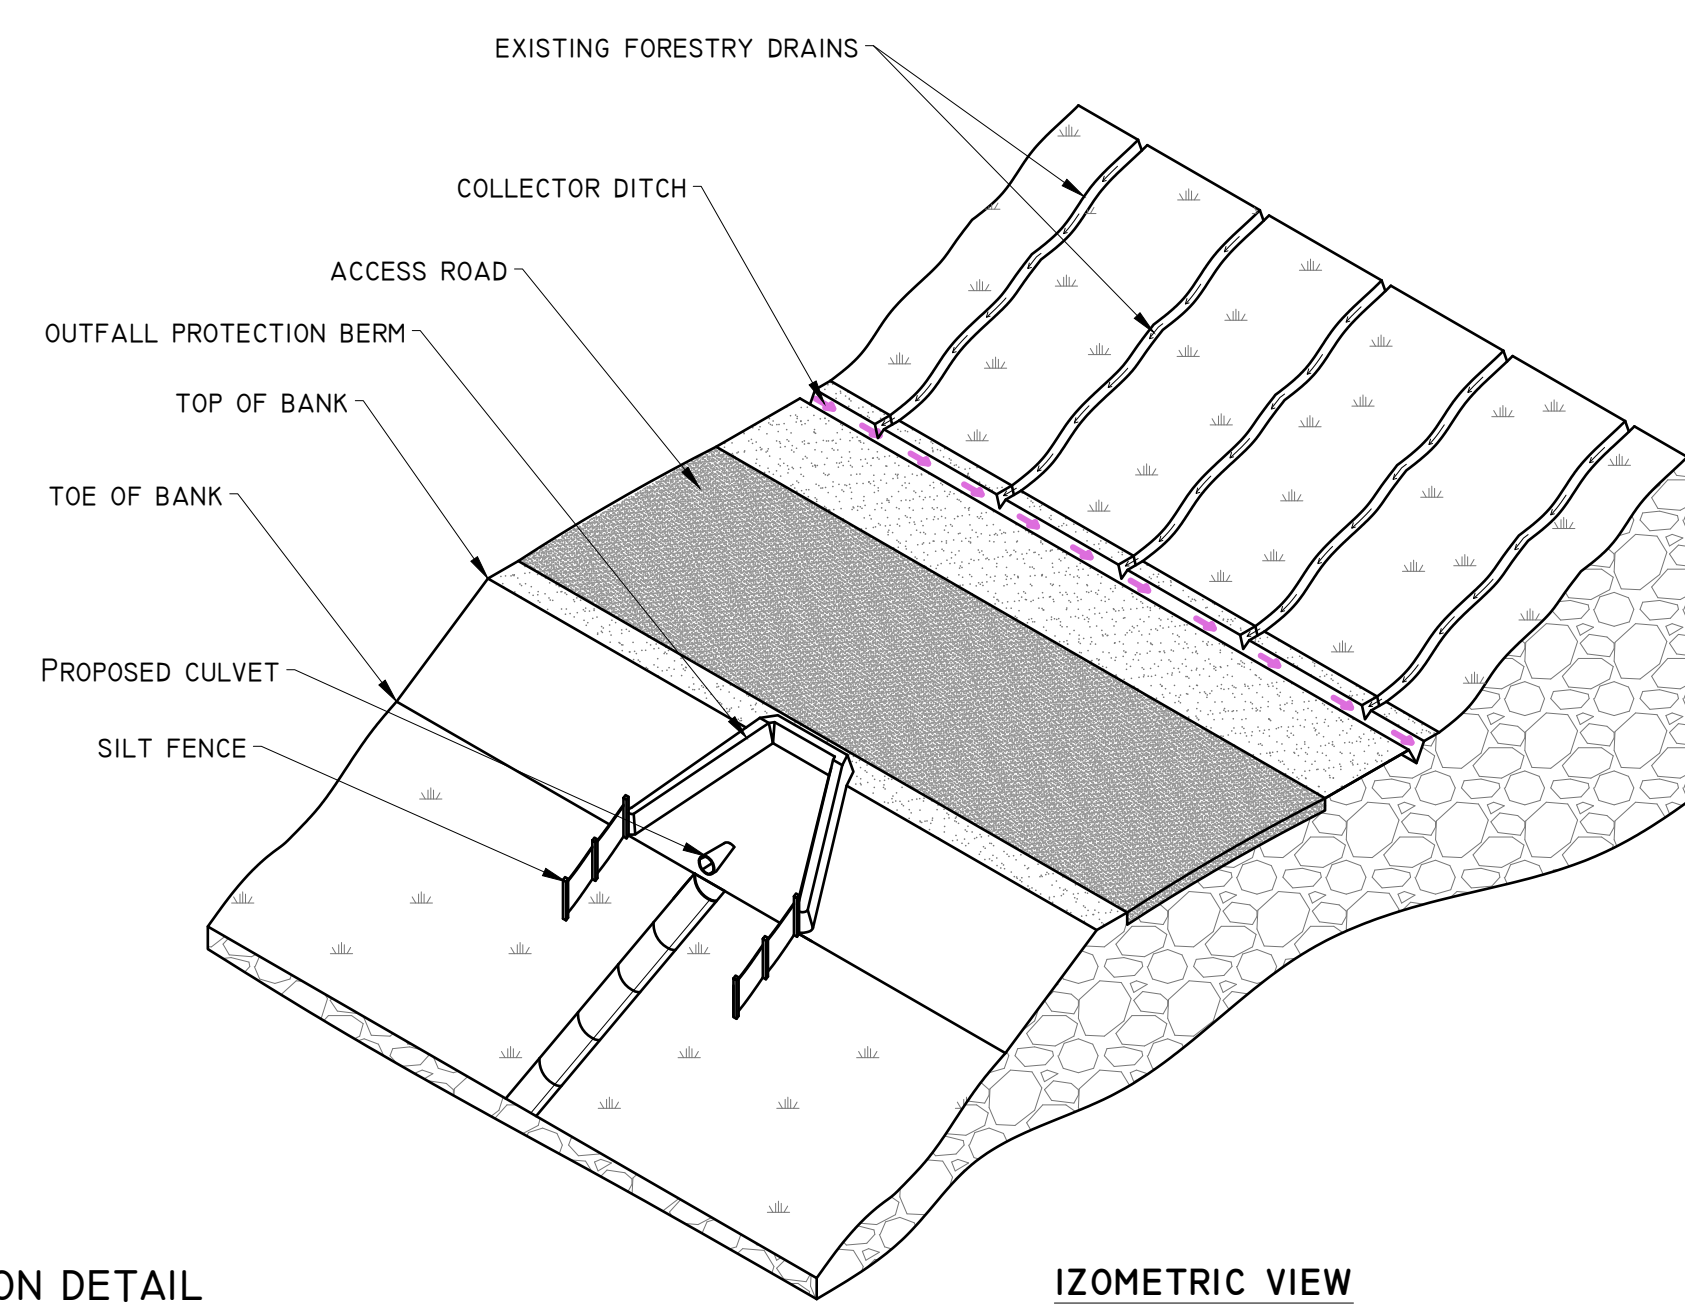 EXISTING FORESTRY DRAINS
COLLECTOR DITCH
ACCESS ROAD
OUTFALL PROTECTION BERM
TOP OF BANK
TOE OF BANK
PROPOSED CULVET
SILT FENCE
ON DETAIL
IZOMETRIC VIEW